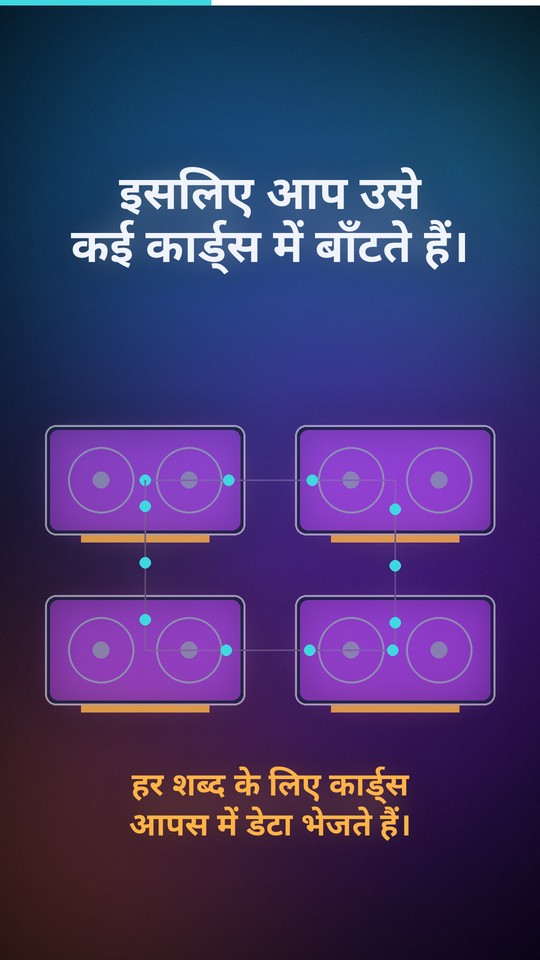 इसलिए आप उसे
कई कार्ड्स में बाँटते हैं।
हर शब्द के लिए कार्ड्स
आपस में डेटा भेजते हैं।